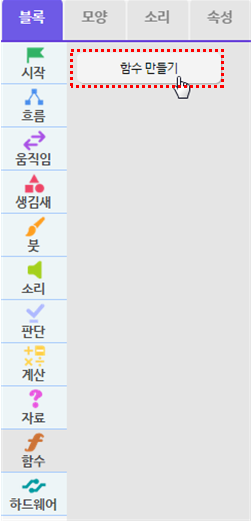 블록 모양 소리 속성
함수 만들기
시작
흐름
움직임
생김새
붓
소리
판단
계산
자료
함수
하드웨어